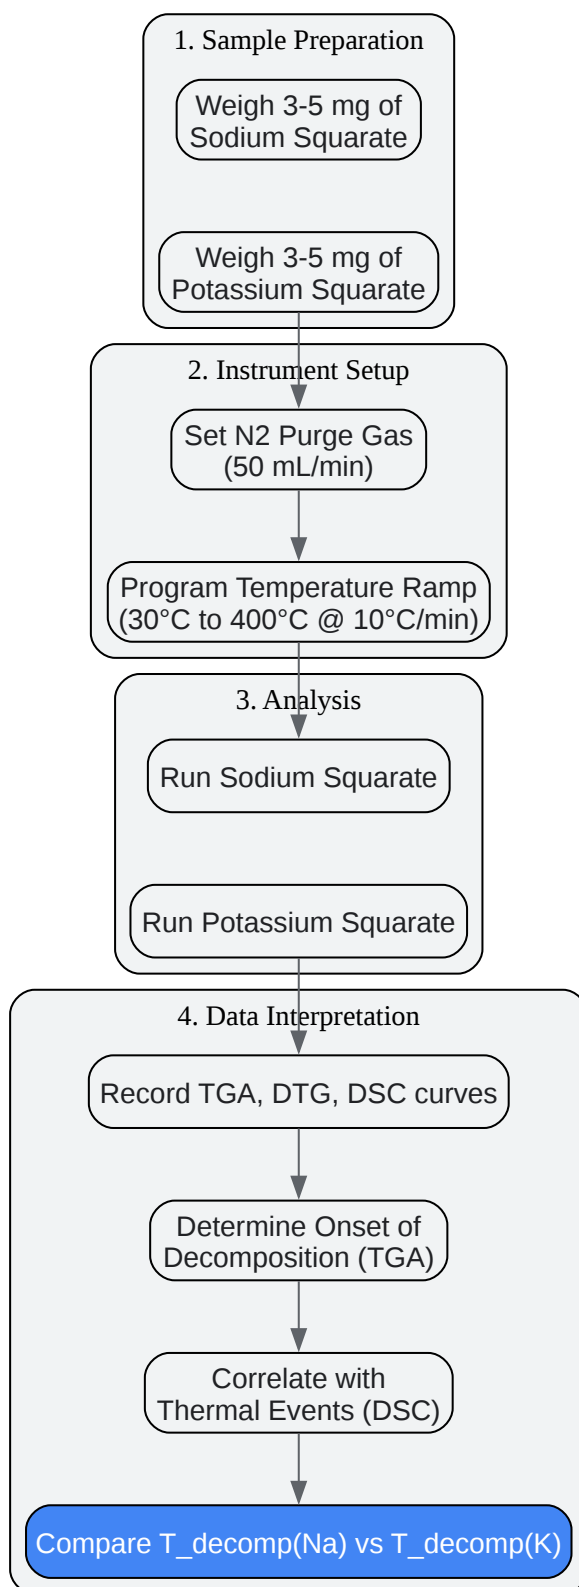 1. Sample Preparation
Weigh 3-5 mg of
Sodium Squarate
Weigh 3-5 mg of
Potassium Squarate
2. Instrument Setup
Set N2 Purge Gas
(50 mL/min)
Program Temperature Ramp
(30°C to 400°C @ 10°C/min)
3. Analysis
Run Sodium Squarate
Run Potassium Squarate
4. Data Interpretation
Record TGA, DTG, DSC curves
Determine Onset of
Decomposition (TGA)
Correlate with
Thermal Events (DSC)
Compare T_decomp(Na) vs T_decomp(K)